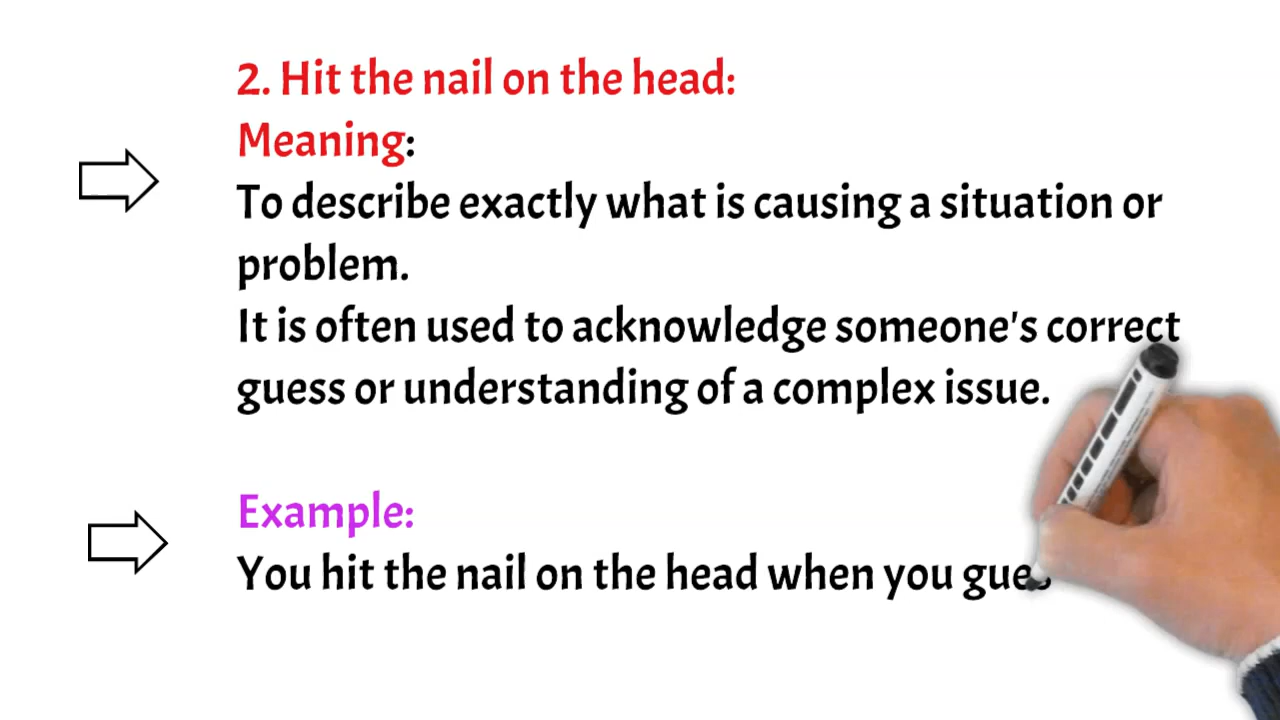 2. Hit the nail on the head:
Meaning:
To describe exactly what is causing a situation or
problem.
It is often used to acknowledge someone's correct
guess or understanding of a complex issue.
Example:
You hit the nail on the head when you